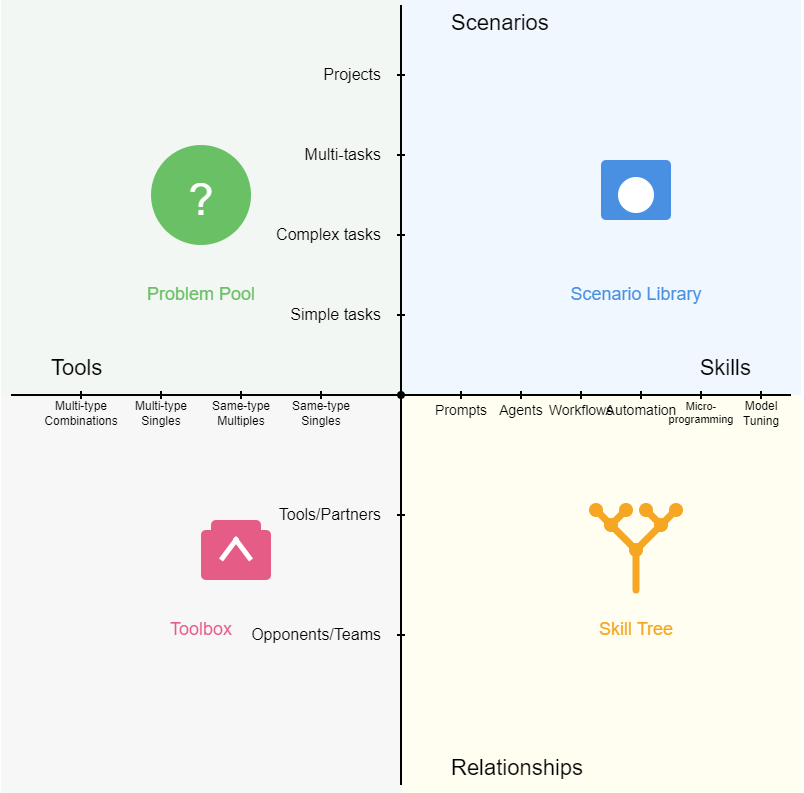 Scenarios
Projects
Multi-tasks
?
Complex tasks
Problem Pool
Scenario Library
Simple tasks
Tools
Skills
Multi-type
Combinations
Multi-type
Singles
Same-type
Multiples
Same-type
Singles
Prompts
Agents
Workflows
Automation
Micro-
programming
Model
Tuning
Tools/Partners
Toolbox
Opponents/Teams
Skill Tree
Relationships